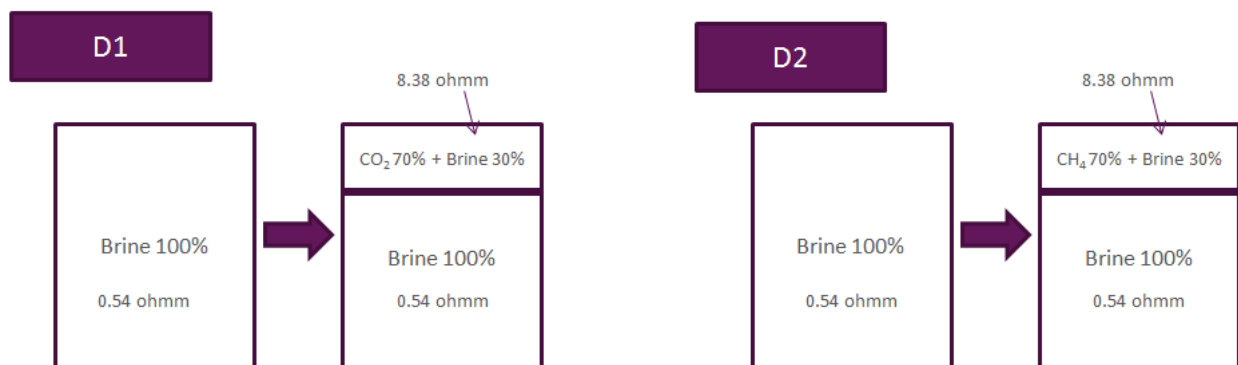 D1
8.38 ohmm
CO₂ 70% + Brine 30%
Brine 100%
0.54 ohmm
Brine 100%
0.54 ohmm
D2
8.38 ohmm
CH₄ 70% + Brine 30%
Brine 100%
0.54 ohmm
Brine 100%
0.54 ohmm